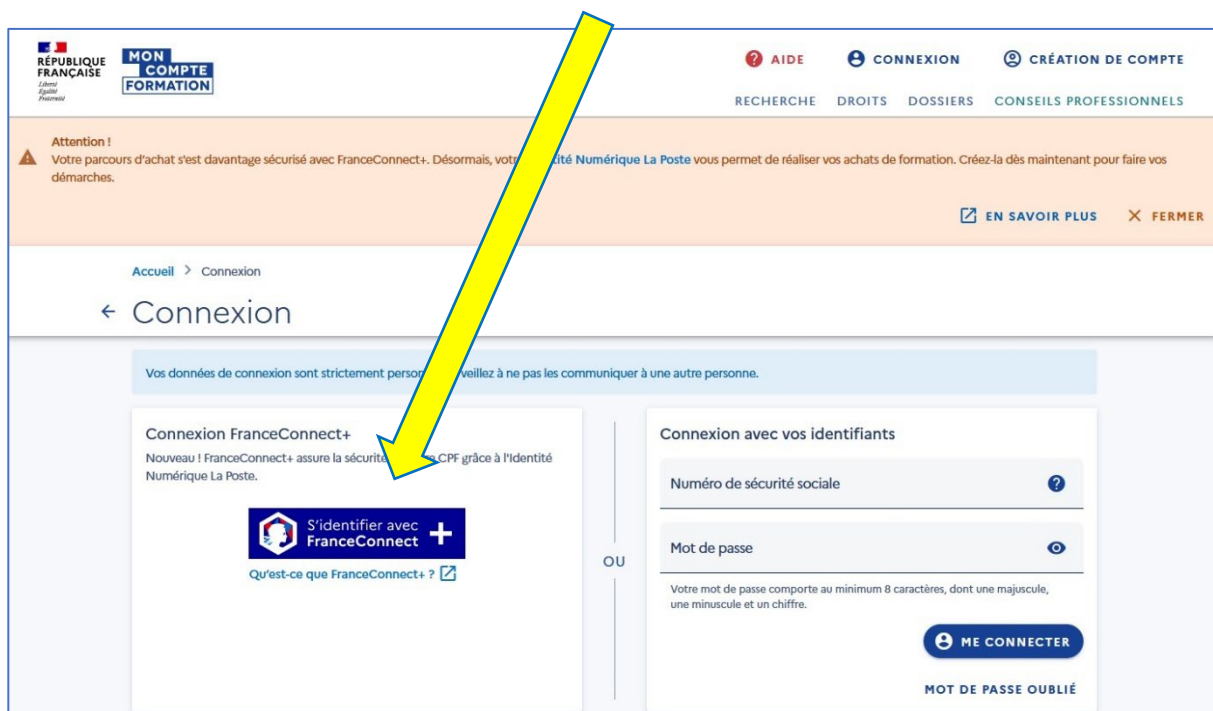 RÉPUBLIQUE
FRANÇAISE
Liberté
Égalité
Fraternité
MON
COMPTE
FORMATION
AIDE
CONNEXION
CRÉATION DE COMPTE
RECHERCHE DROITS DOSSIERS CONSEILS PROFESSIONNELS
Attention !
Votre parcours d'achat s'est davantage sécurisé avec FranceConnect+. Désormais, Numérique La Poste vous permet de réaliser vos achats de formation. Créez-la dès maintenant pour faire vos
démarches.
EN SAVOIR PLUS
FERMER
Accueil > Connexion
Connexion
Vos données de connexion sont strictement veillez à ne pas les communiquer à une autre personne.
Connexion FranceConnect+
Nouveau ! FranceConnect+ assure la CPF grâce à l'Identité
Numérique La Poste.
S'identifier avec
FranceConnect +
Qu'est-ce que FranceConnect+ ?
OU
Connexion avec vos identifiants
Numéro de sécurité sociale
Mot de passe
Votre mot de passe comporte au minimum 8 caractères, dont une majuscule,
une minuscule et un chiffre.
ME CONNECTER
MOT DE PASSE OUBLIÉ